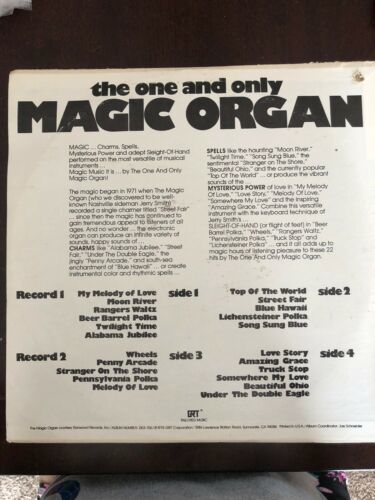 the one and only
MAGIC ORGAN
MAGIC ... Charms, Spells,
Mysterious Power and adept Sleight-Of-Hand
performed on the most versatile of musical
instruments ...
Magic Music It is ... by The One And Only
Magic Organ!
The magic began in 1971 when The Magic
Organ (who we discovered to be well-
known Nashville sideman Jerry Smith)
recorded a single charmer titled "Street Fair"
... since then the magic has continued to
gain tremendous appeal to listeners of all
ages. And no wonder ... the electronic
organ can produce an infinite variety of
sounds, happy sounds of ...
CHARMS like "Alabama Jubilee," "Street
Fair," "Under The Double Eagle," the
jingly "Penny Arcade," and south-sea
enchantment of "Blue Hawaii" ... or create
instrumental color and rhythmic spells ...
SPELLS like the haunting "Moon River,"
"Twilight Time," "Song Sung Blue," the
sentimental "Stranger on The Shore,"
"Beautiful Ohio," and the currently popular
"Top Of The World" ... or produce the vibrant
sounds of the ...
MYSTERIOUS POWER of love in "My Melody
Of Love," "Love Story," "Melody Of Love,"
"Somewhere My Love" and the inspiring
"Amazing Grace." Combine this versatile
instrument with the keyboard technique of
Jerry Smith's ...
SLEIGHT-OF-HAND (or flight of feet) in "Beer
Barrel Polka," "Wheels," "Rangers Waltz,"
"Pennsylvania Polka," "Truck Stop" and
"Lichensteiner Polka" ... and it all adds up to
magic hours of listening pleasure to these 22
hits by The One And Only Magic Organ.
Record 1
side 1
My Melody of Love
Moon River
Rangers Waltz
Beer Barrel Polka
Twilight Time
Alabama Jubilee
side 2
Top Of The World
Street Fair
Blue Hawaii
Lichensteiner Polka
Song Sung Blue
Record 2
side 3
Wheels
Penny Arcade
Stranger On The Shore
Pennsylvania Polka
Melody Of Love
side 4
Love Story
Amazing Grace
Truck Stop
Somewhere My Love
Beautiful Ohio
Under The Double Eagle
GRT